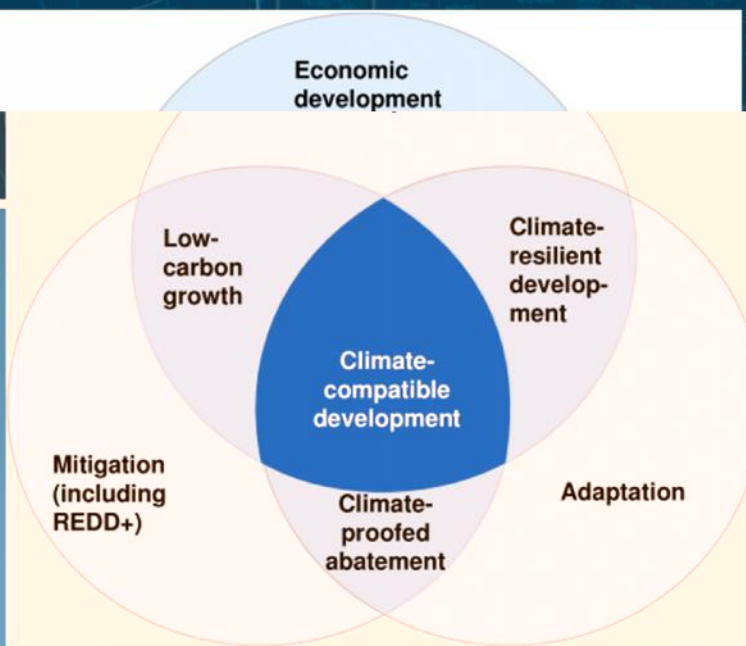 Economic
development
Low-
carbon
growth
Climate-
resilient
develop-
ment
Climate-
compatible
development
Mitigation
(including
REDD+)
Climate-
proofed
abatement
Adaptation